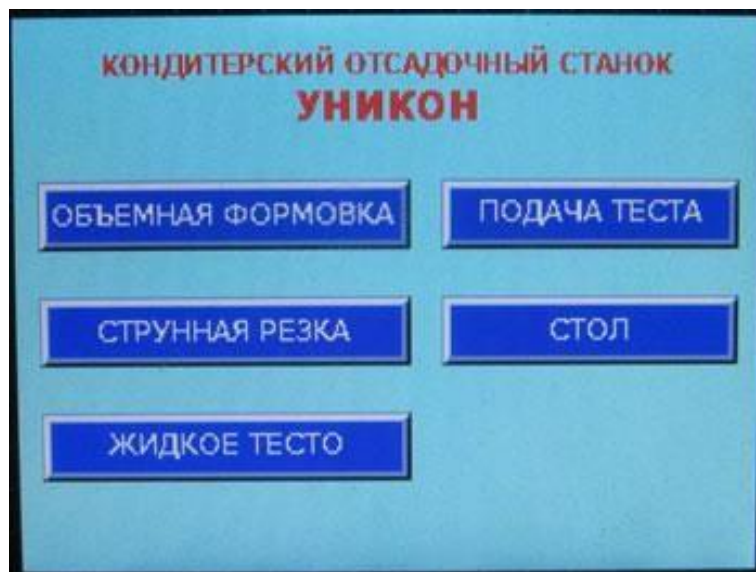 КОНДИТЕРСКИЙ ОТСАДОЧНЫЙ СТАНОК
УНИКОН
ОБЪЕМНАЯ ФОРМОВКА
ПОДАЧА ТЕСТА
СТРУННАЯ РЕЗКА
СТОЛ
ЖИДКОЕ ТЕСТО